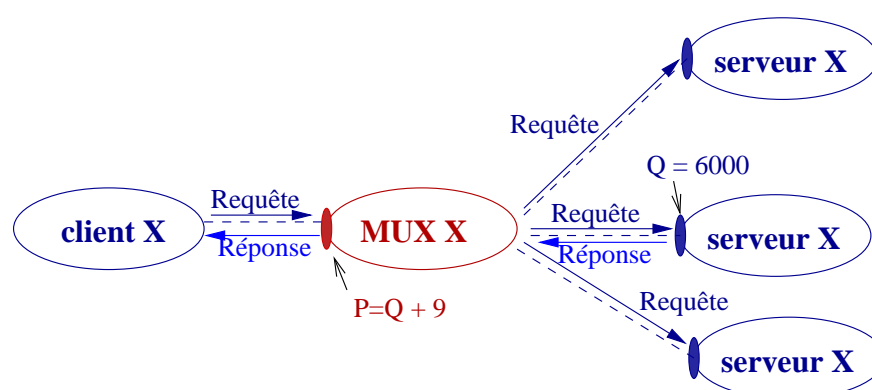 serveur X
Requête
Q = 6000
Requête
Requête
client X
MUX X
serveur X
Réponse
Réponse
Requête
P=Q + 9
serveur X